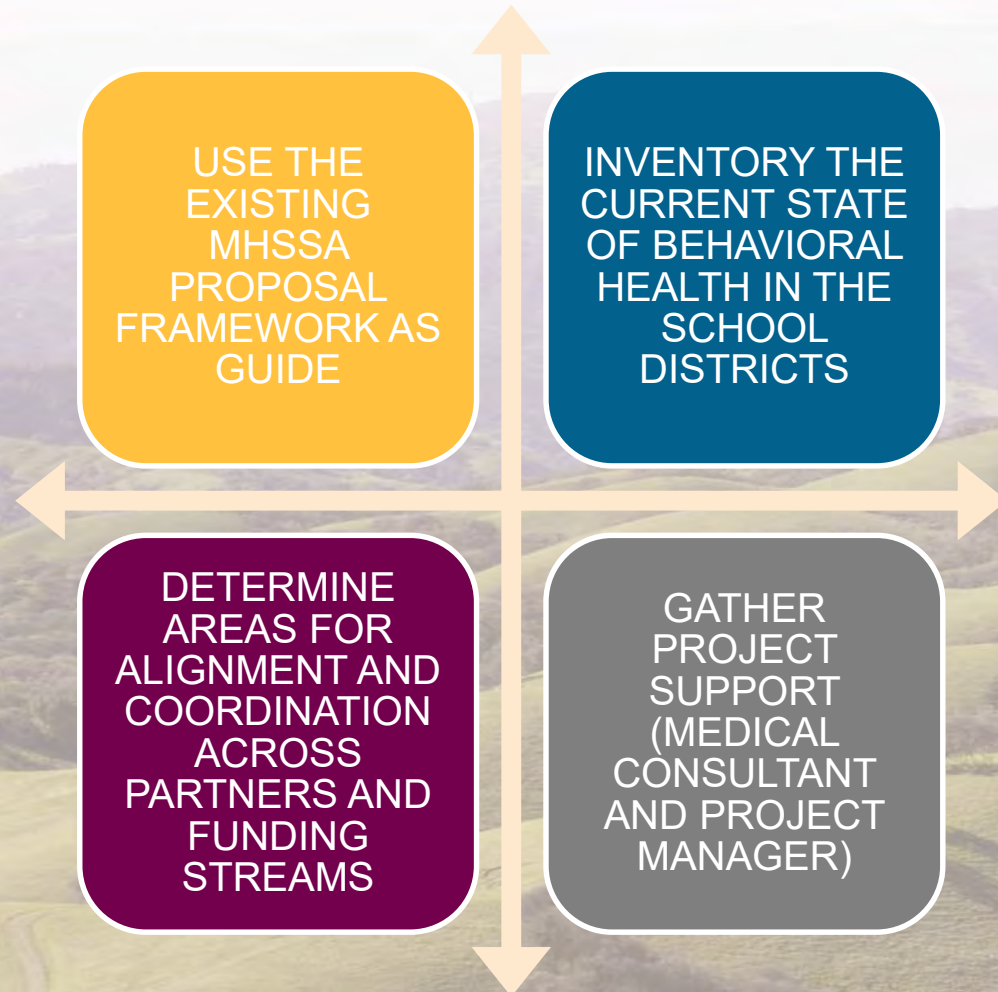 USE THE
EXISTING
MHSSA
PROPOSAL
FRAMEWORK AS
GUIDE
INVENTORY THE
CURRENT STATE
OF BEHAVIORAL
HEALTH IN THE
SCHOOL
DISTRICTS
DETERMINE
AREAS FOR
ALIGNMENT AND
COORDINATION
ACROSS
PARTNERS AND
FUNDING
STREAMS
GATHER
PROJECT
SUPPORT
(MEDICAL
CONSULTANT
AND PROJECT
MANAGER)